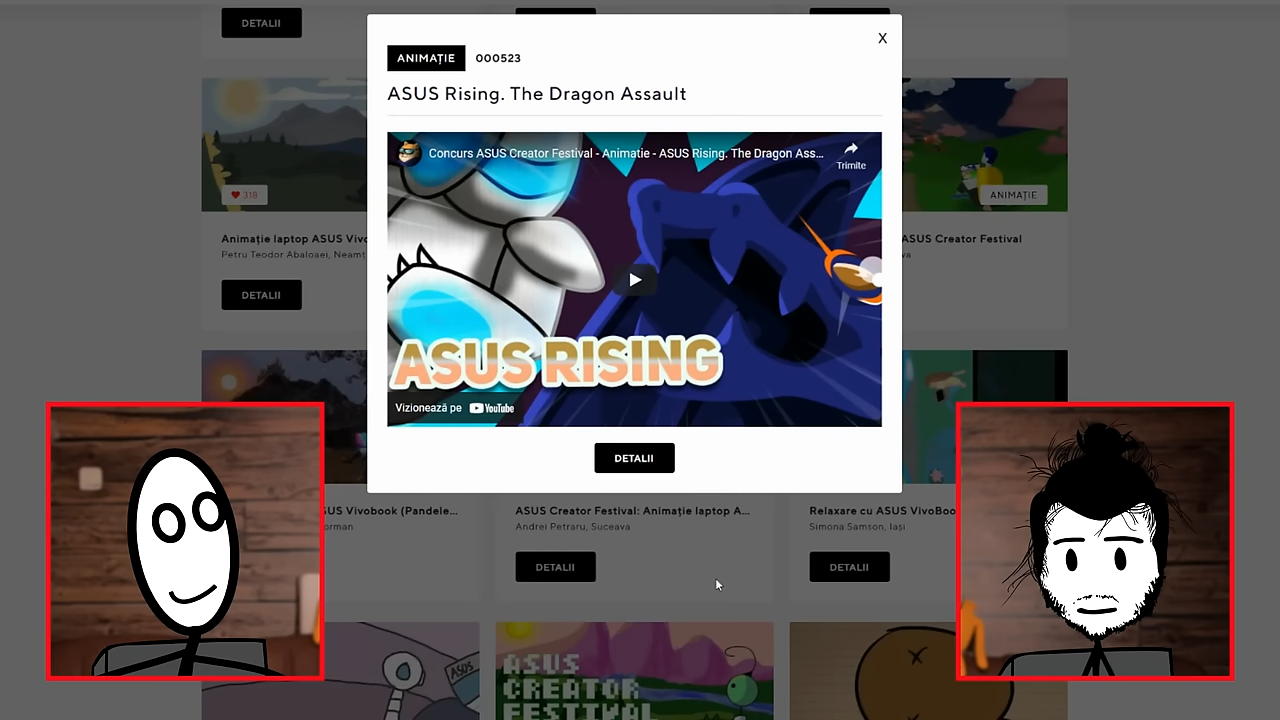 DETALII
X
ANIMAȚIE 000523
ASUS Rising. The Dragon Assault
Concurs ASUS Creator Festival - Animatie - ASUS Rising. The Dragon Ass...
Trimite
ASUS RISING
Vizionează pe YouTube
DETALII
318
ANIMAȚIE
Animație laptop ASUS Vivo
Petru Teodor Abaloaei, Neamț
ASUS Creator Festival
DETALII
SUS Vivobook (Pandele...
orman
ASUS Creator Festival: Animație laptop A...
Andrei Petraru, Suceava
DETALII
Relaxare cu ASUS VivoBoo
Simona Samson, Iași
DETALII
ASUS
ASUS
CREATOR
FESTIVAL